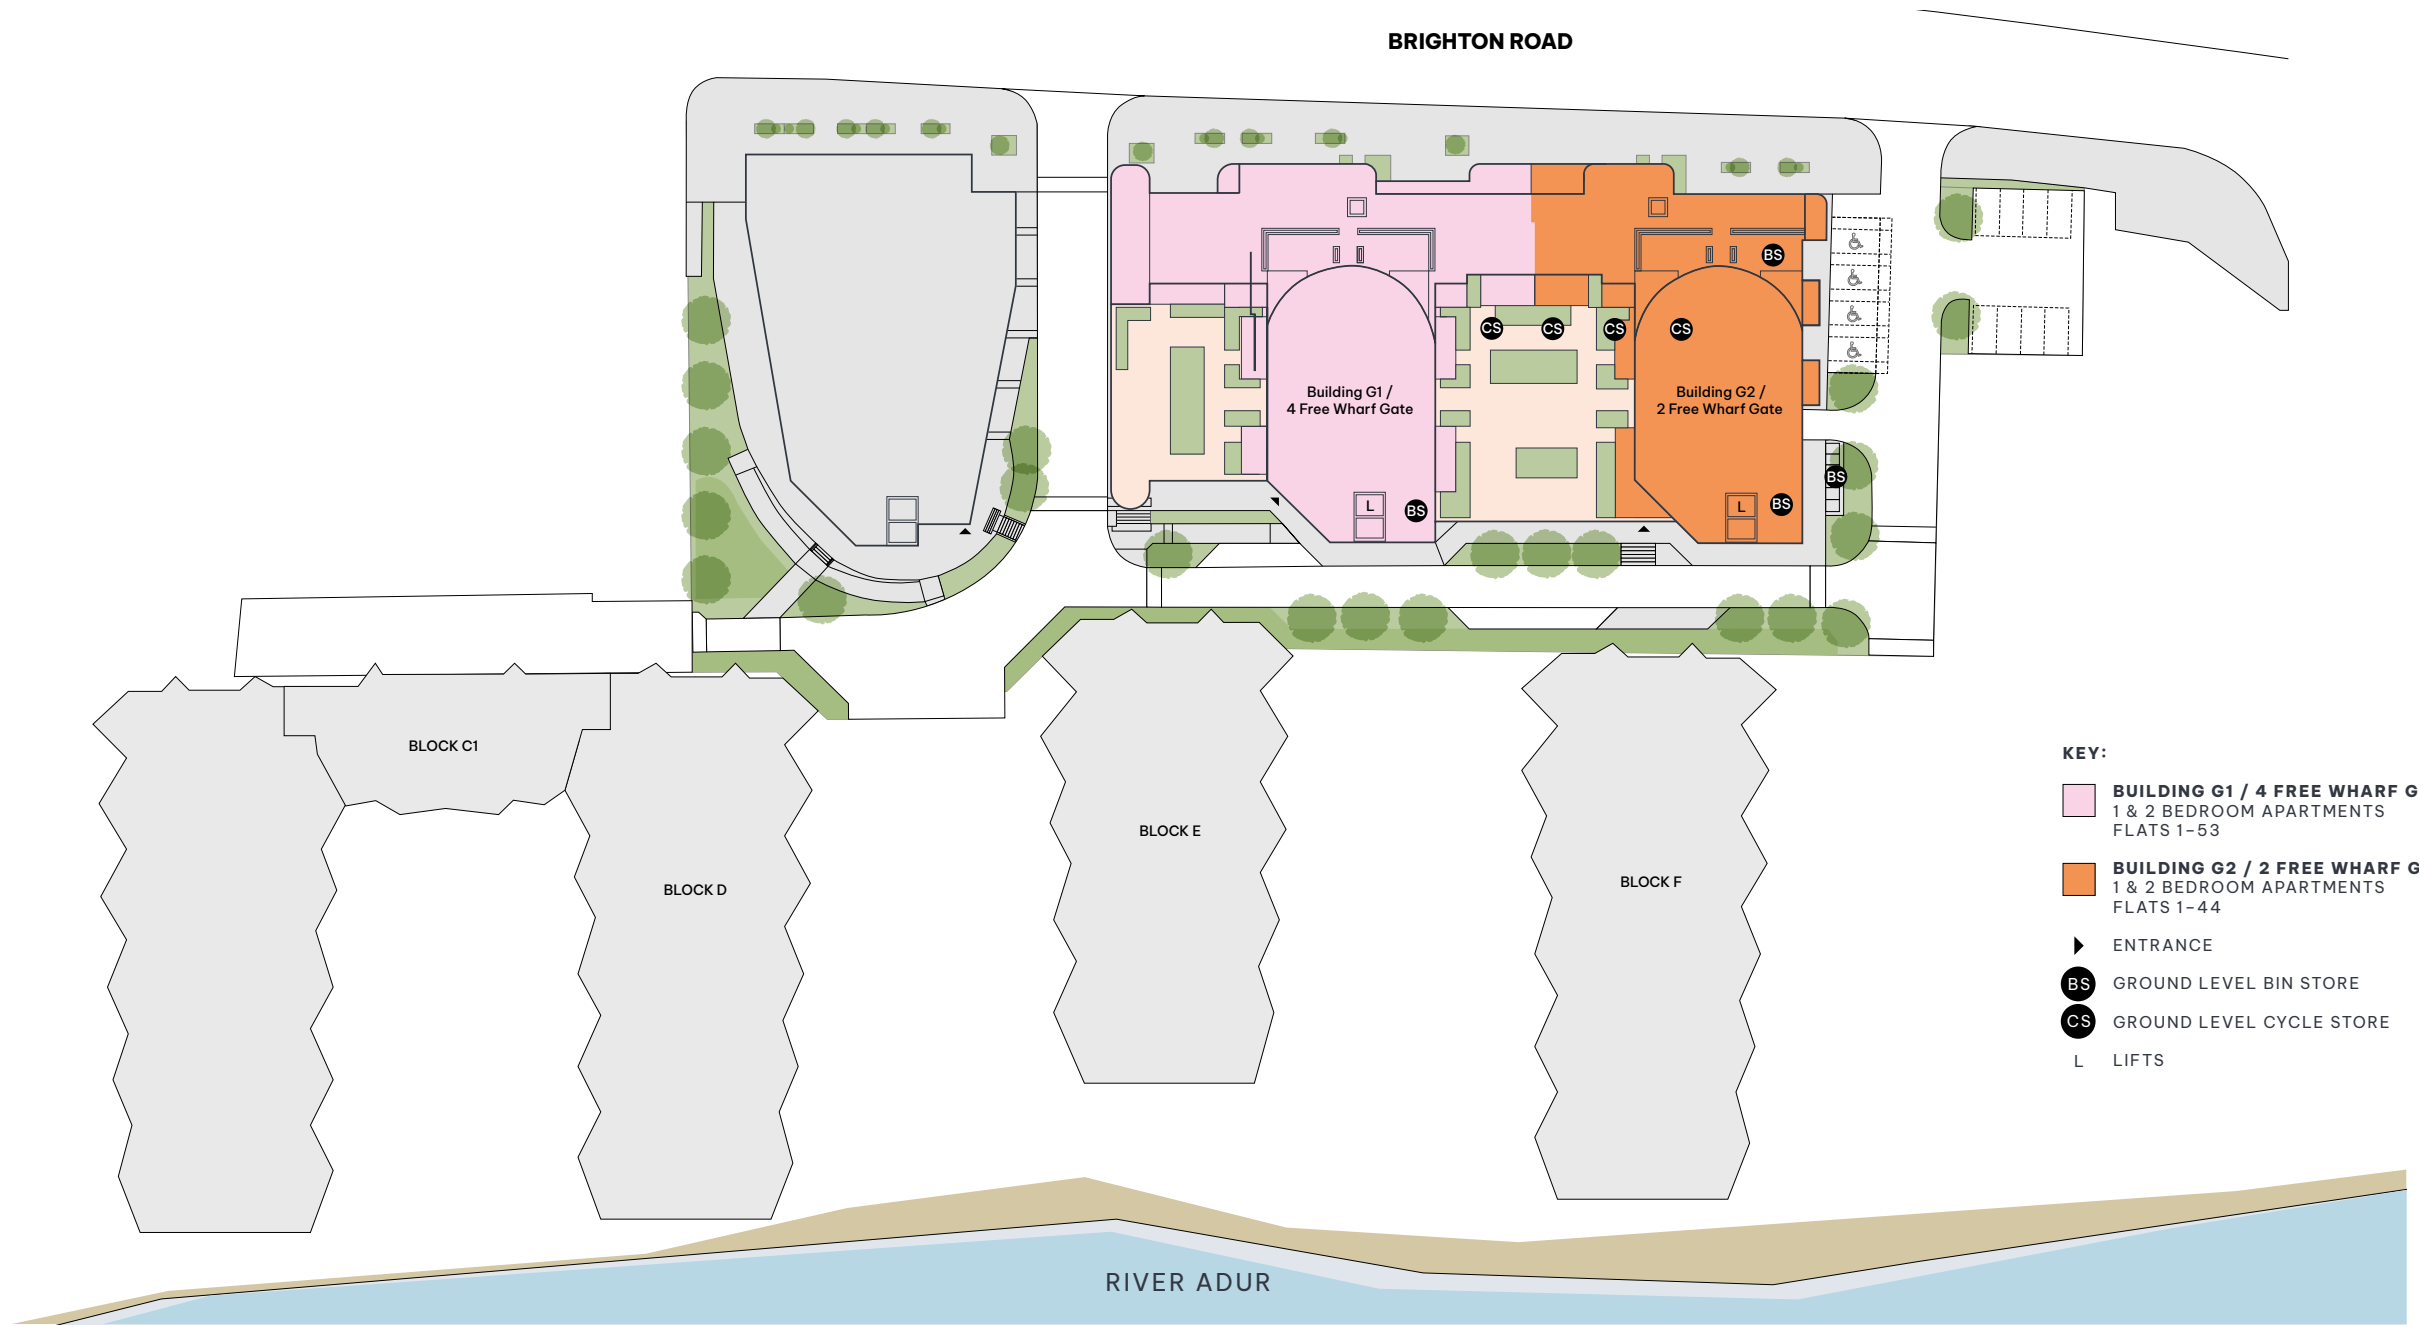 BRIGHTON ROAD
BS
CS
CS
CS
CS
Building G1 /
4 Free Wharf Gate
Building G2 /
2 Free Wharf Gate
BS
L
BS
L
BS
BLOCK C1
BLOCK D
BLOCK E
BLOCK F
KEY:
BUILDING G1 / 4 FREE WHARF G
1 & 2 BEDROOM APARTMENTS
FLATS 1–53
BUILDING G2 / 2 FREE WHARF G
1 & 2 BEDROOM APARTMENTS
FLATS 1–44
ENTRANCE
BS GROUND LEVEL BIN STORE
CS GROUND LEVEL CYCLE STORE
L LIFTS
RIVER ADUR